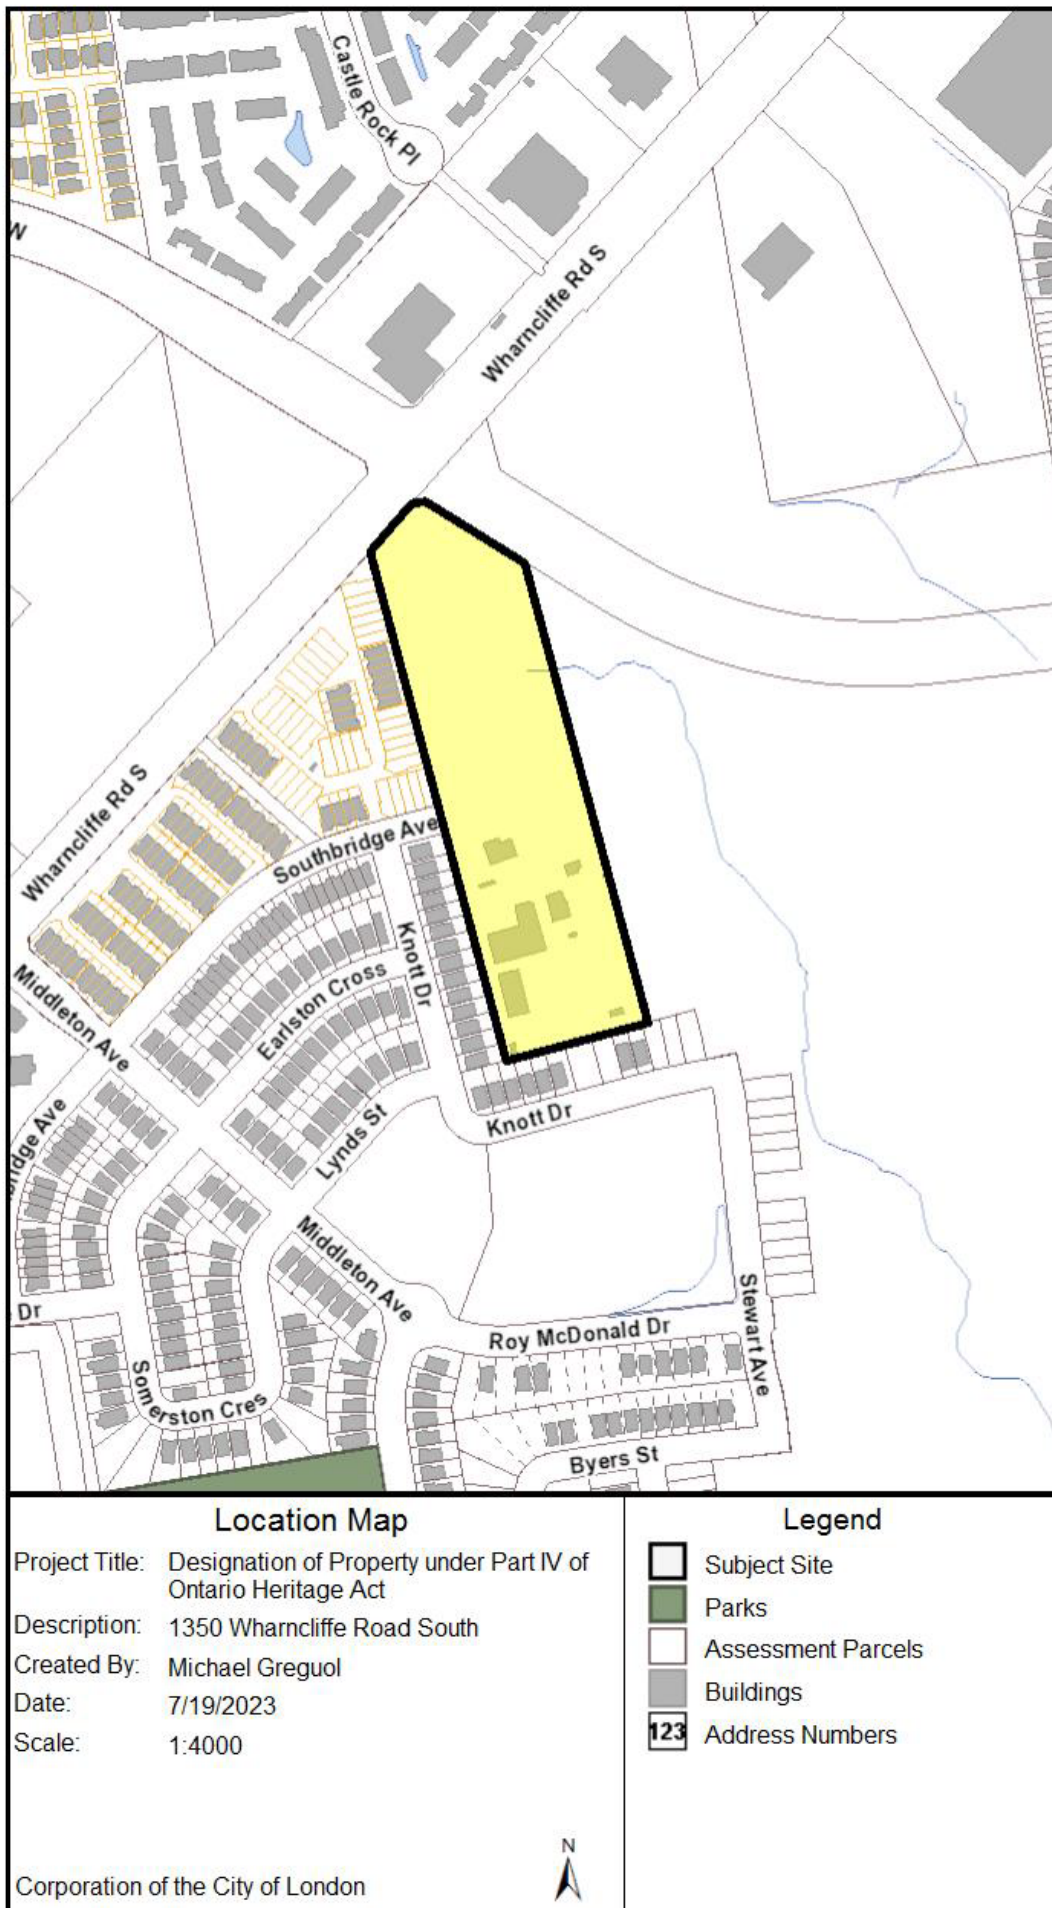 Castle Rock Pl
W
Wharncliffe Rd S
Wharncliffe Rd S
Southbridge Ave
Knott Dr
Earlston Cross
Middleton Ave
Lynds St
Knott Dr
bridge Ave
Middleton Ave
Dr
Roy McDonald Dr
Stewart Ave
Somerston Cres
Byers St
Location Map
Project Title: Designation of Property under Part IV of
Ontario Heritage Act
Description: 1350 Wharncliffe Road South
Created By: Michael Greguol
Date: 7/19/2023
Scale: 1:4000
Corporation of the City of London
N
Legend
Subject Site
Parks
Assessment Parcels
Buildings
123 Address Numbers